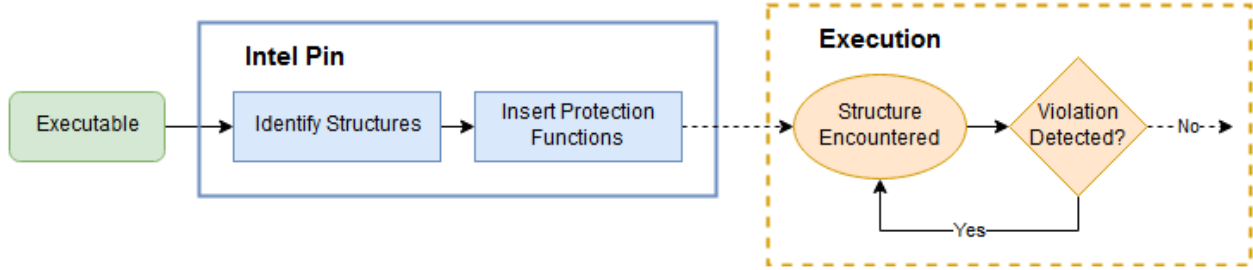 Intel Pin
Executable
Identify Structures
Insert Protection
Functions
Execution
Structure
Encountered
Violation
Detected?
No
Yes